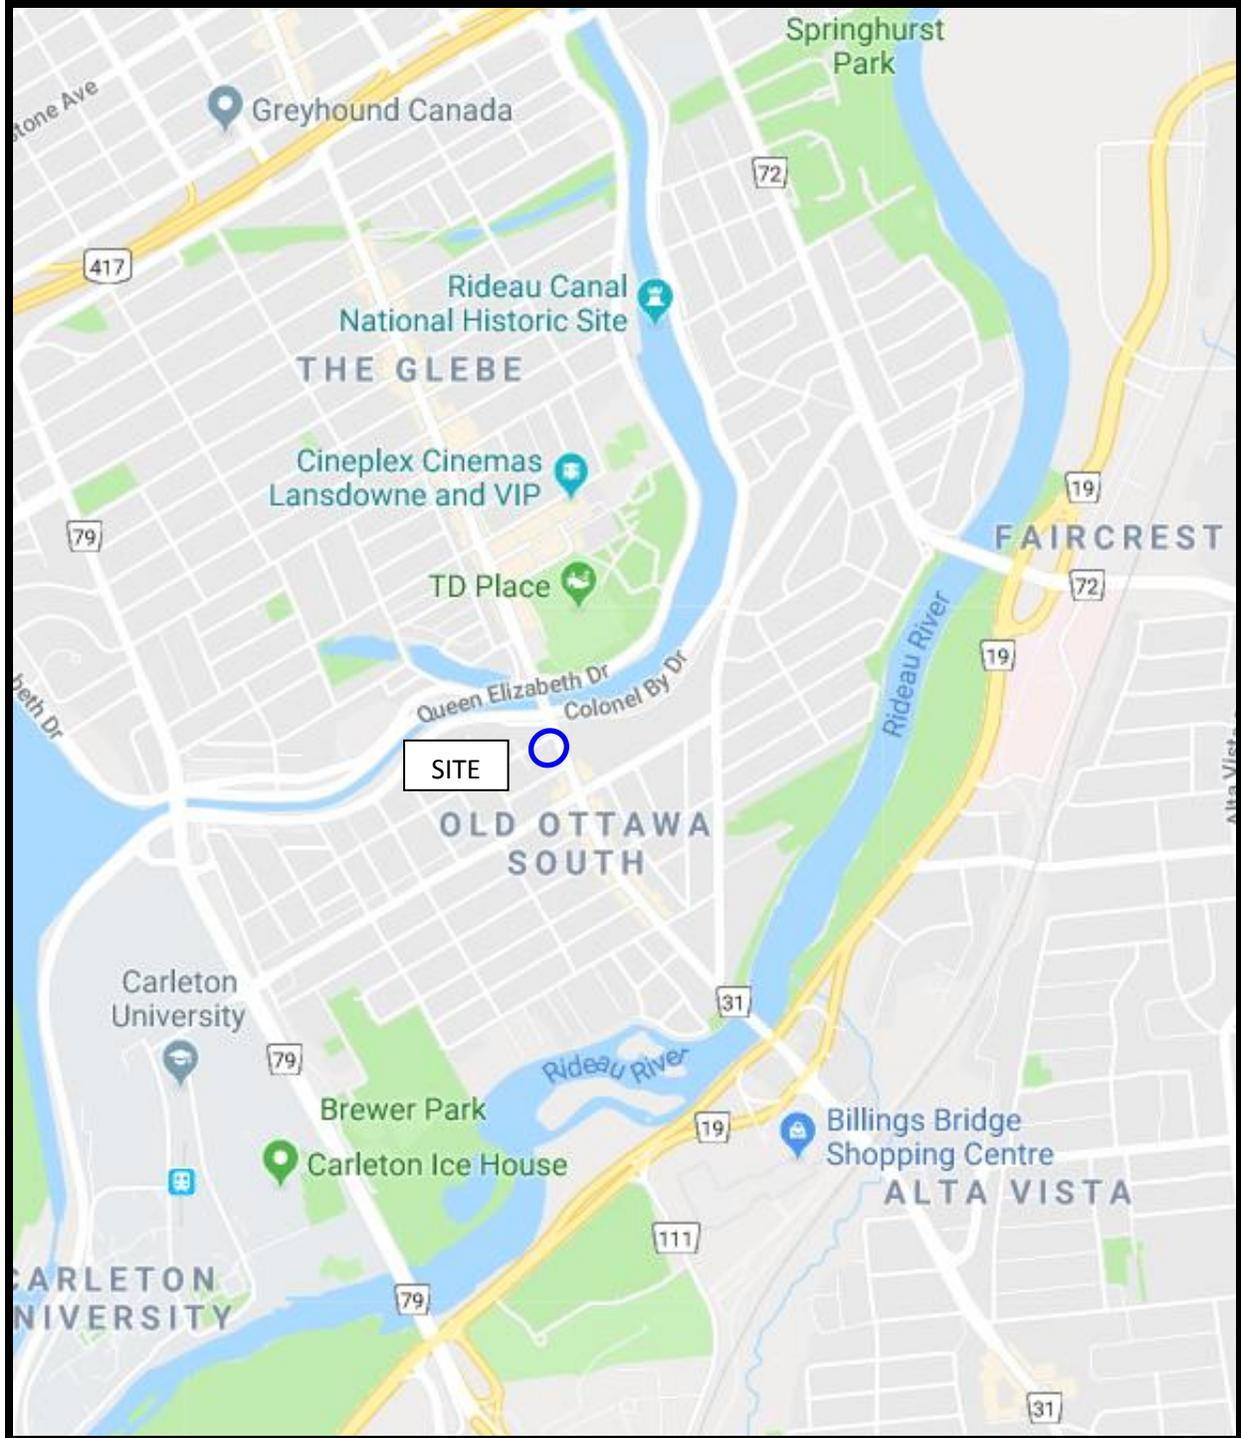 Springhurst
Park
stone Ave
Greyhound Canada
72
417
Rideau Canal
National Historic Site
THE GLEBE
Cineplex Cinemas
Lansdowne and VIP
19
79
FAIRCREST
TD Place
72
Rideau River
19
Queen Elizabeth Dr
Colonel By Dr
beth Dr
SITE
Alta Vist
OLD OTTAWA
SOUTH
Carleton
University
31
79
Rideau River
Brewer Park
19
Billings Bridge
Shopping Centre
Carleton Ice House
ALTA VISTA
111
CARLETON
NIVERSITY
79
31